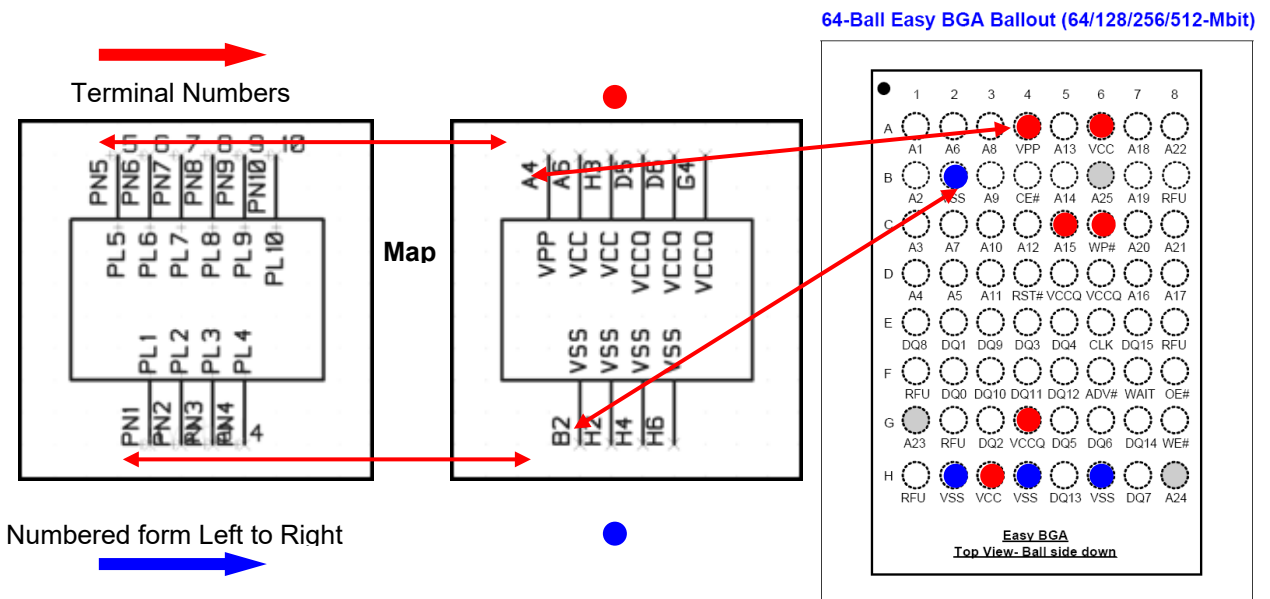 64-Ball Easy BGA Ballout (64/128/256/512-Mbit)
Terminal Numbers
PN5 PN6 PN7 PN8 PN9 PN10
5 6 7 8 9 10
PL5 PL6 PL7 PL8 PL9 PL10
PL1 PL2 PL3 PL4
PN1 PN2 PN3 PN4
4
Map
A4 A6 H3 D5 D6 G4
VPP VCC VCC VCCQ VCCQ VCCQ
VSS VSS VSS VSS
B2 H2 H4 H6
Numbered form Left to Right
1 2 3 4 5 6 7 8
A
A1 A6 A8 VPP A13 VCC A18 A22
B
A2 VSS A9 CE# A14 A25 A19 RFU
C
A3 A7 A10 A12 A15 WP# A20 A21
D
A4 A5 A11 RST# VCCQ VCCQ A16 A17
E
DQ8 DQ1 DQ9 DQ3 DQ4 CLK DQ15 RFU
F
RFU DQ0 DQ10 DQ11 DQ12 ADV# WAIT OE#
G
A23 RFU DQ2 VCCQ DQ5 DQ6 DQ14 WE#
H
RFU VSS VCC VSS DQ13 VSS DQ7 A24
Easy BGA
Top View- Ball side down